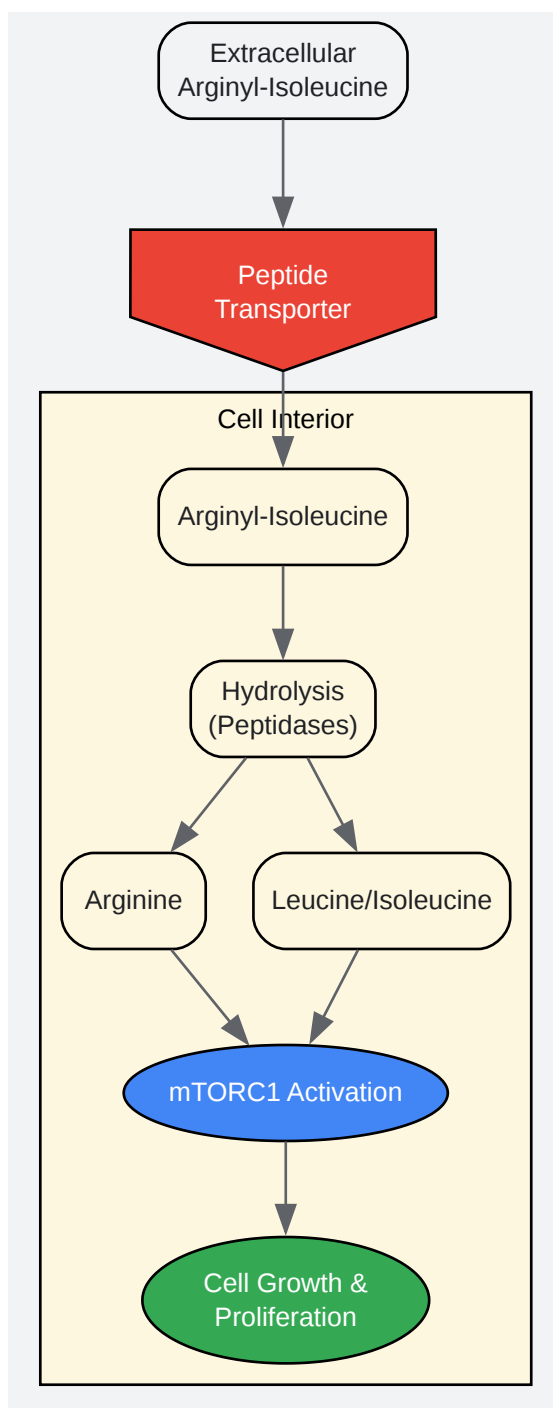 Extracellular
Arginyl-Isoleucine
Peptide
Transporter
Cell Interior
Arginyl-Isoleucine
Hydrolysis
(Peptidases)
Arginine
Leucine/Isoleucine
mTORC1 Activation
Cell Growth &
Proliferation